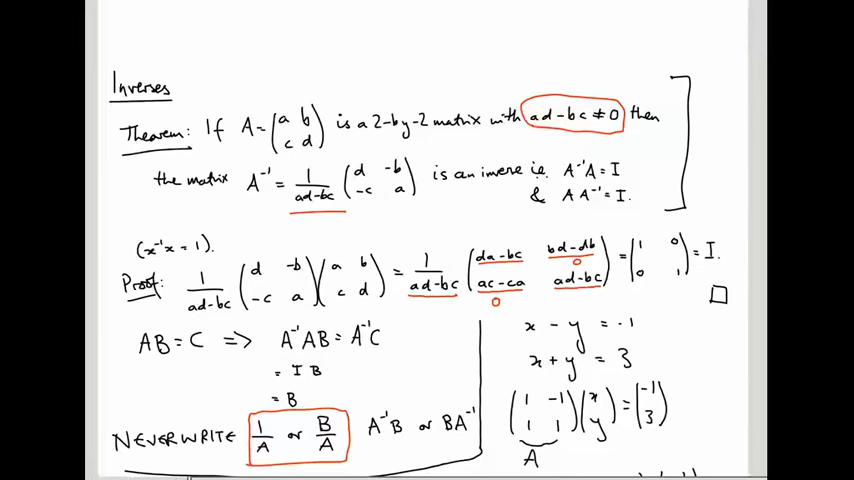 Inverses
Theorem: If A = (a b
c d) is a 2-by-2 matrix with ad-bc ≠ 0 then
the matrix A⁻¹ = 1/(ad-bc) (d -b
-c a) is an inverse i.e. A⁻¹A = I
& AA⁻¹ = I.
(x⁻¹x = 1).
Proof: 1/(ad-bc) (d -b
-c a) (a b
c d) = 1/(ad-bc) (da-bc bd-db
0
ac-ca ad-bc
0) = (1 0
0 1) = I.
□
AB = C => A⁻¹AB = A⁻¹C
= IB
= B
NEVER WRITE 1/A or B/A A⁻¹B or BA⁻¹
x - y = -1
x + y = 3
(1 -1
1 1) (x
y) = (-1
3)
A